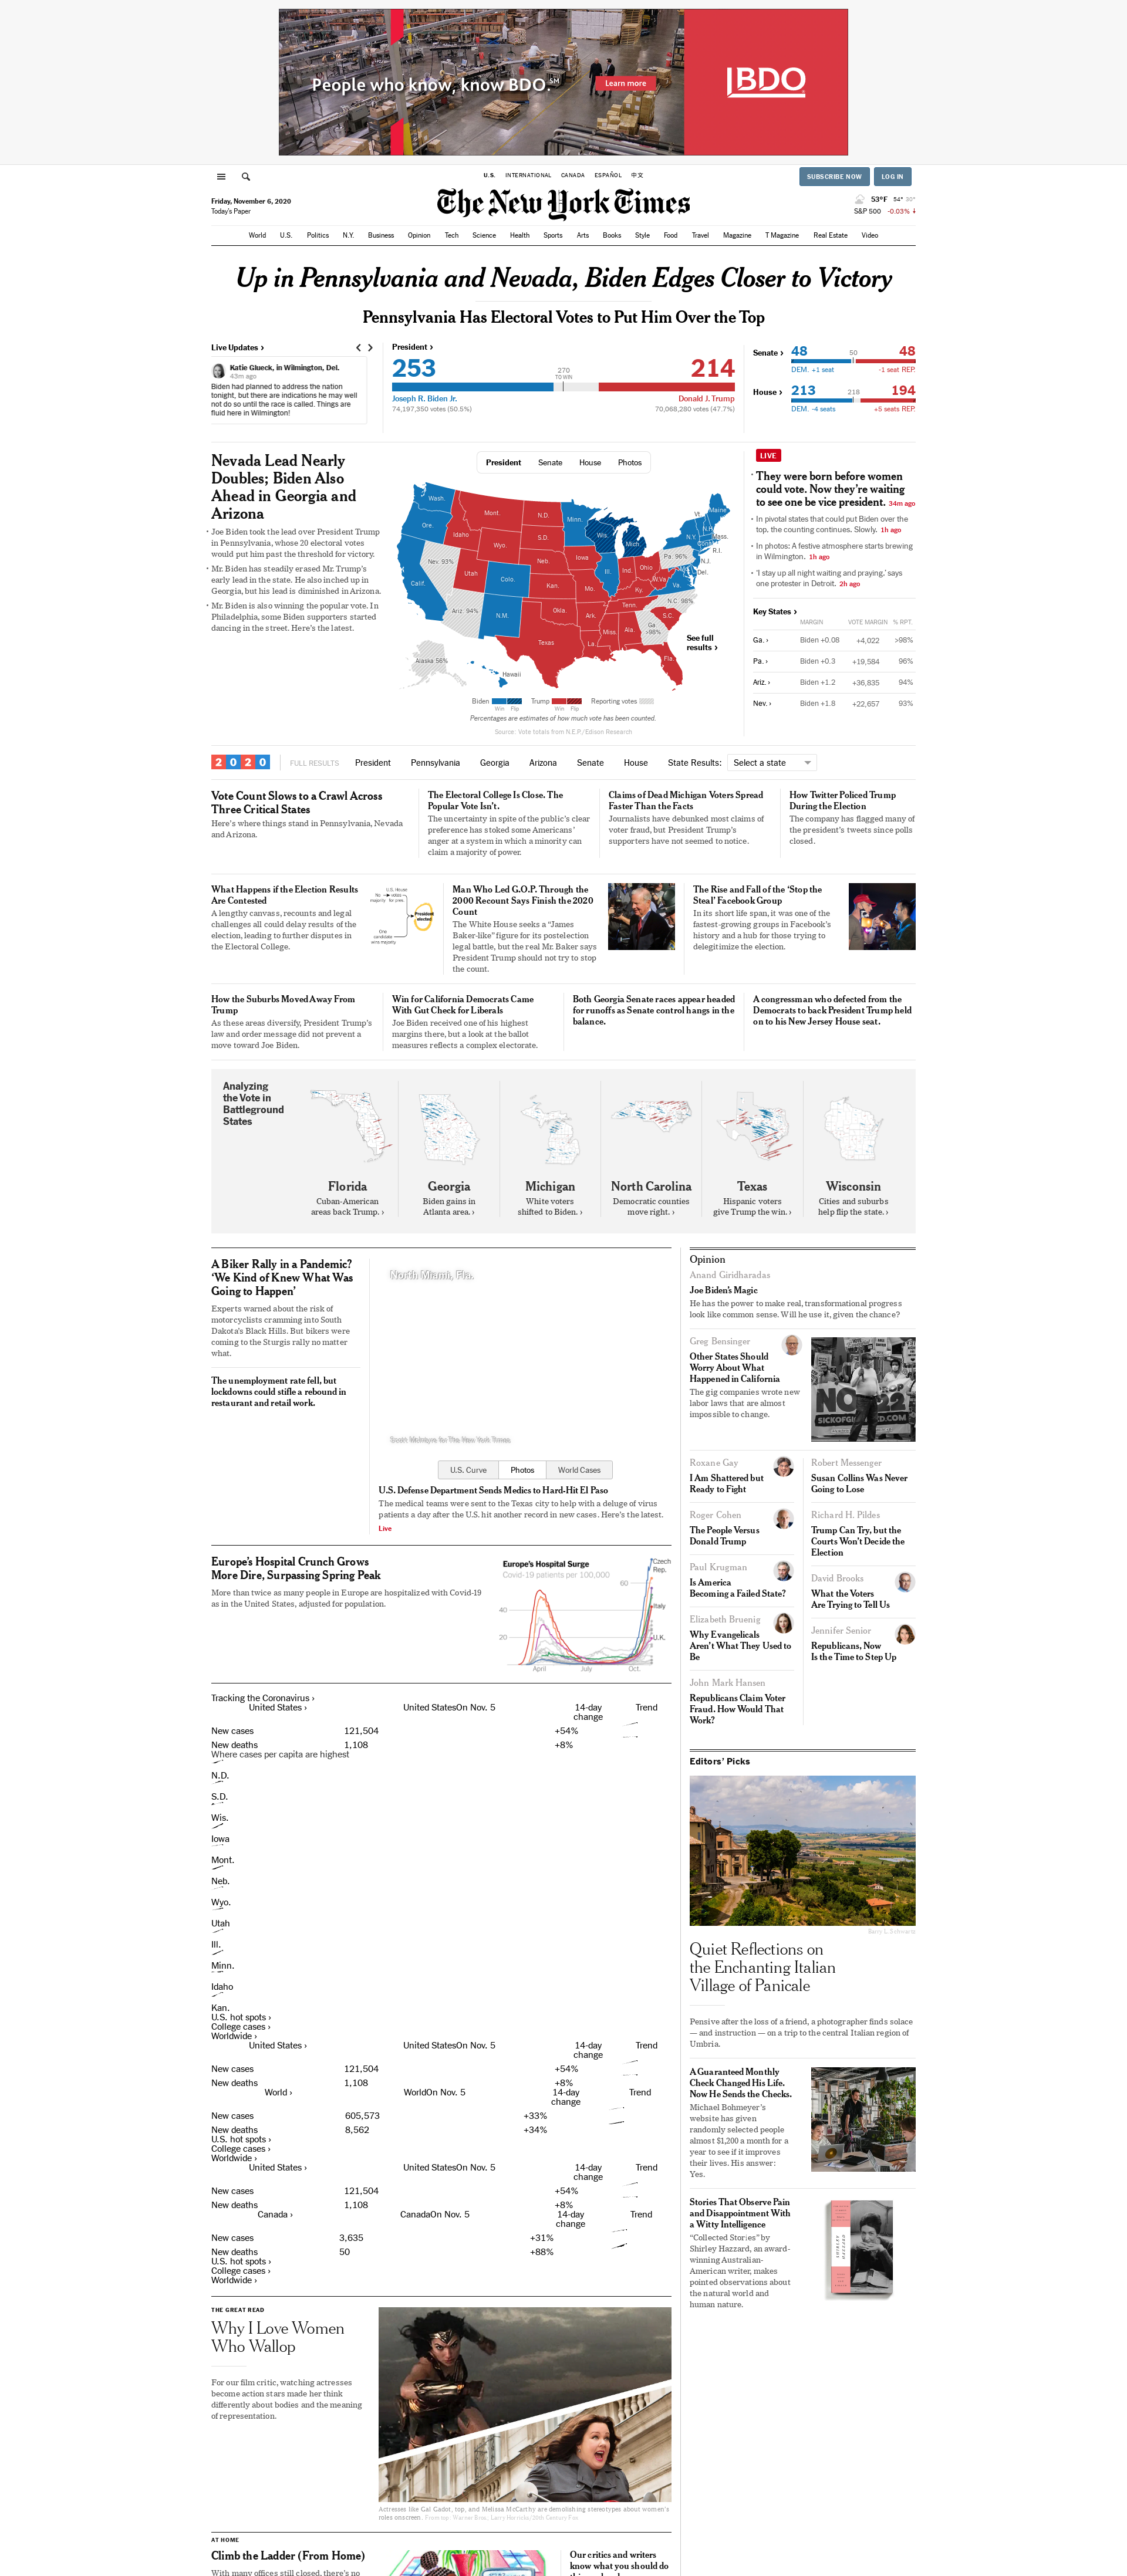 People who know, know BDO.SM
Learn more
BDO
U.S.
INTERNATIONAL
CANADA
ESPAÑOL
中文
SUBSCRIBE NOW
LOG IN
Friday, November 6, 2020
Today's Paper
The New York Times
53°F 54° 30°
S&P 500 -0.03%
World
U.S.
Politics
N.Y.
Business
Opinion
Tech
Science
Health
Sports
Arts
Books
Style
Food
Travel
Magazine
T Magazine
Real Estate
Video
Up in Pennsylvania and Nevada, Biden Edges Closer to Victory
Pennsylvania Has Electoral Votes to Put Him Over the Top
Live Updates ›
Katie Glueck, in Wilmington, Del.
43m ago
Biden had planned to address the nation
tonight, but there are indications he may well
not do so until the race is called. Things are
fluid here in Wilmington!
President ›
253
270
TO WIN
214
Joseph R. Biden Jr.
Donald J. Trump
74,197,350 votes (50.5%)
70,068,280 votes (47.7%)
Senate ›
48
50
48
DEM. +1 seat
-1 seat REP.
House ›
213
218
194
DEM. -4 seats
+5 seats REP.
Nevada Lead Nearly
Doubles; Biden Also
Ahead in Georgia and
Arizona
Joe Biden took the lead over President Trump
in Pennsylvania, whose 20 electoral votes
would put him past the threshold for victory.
Mr. Biden has steadily erased Mr. Trump's
early lead in the state. He also inched up in
Georgia, but his lead is diminished in Arizona.
Mr. Biden is also winning the popular vote. In
Philadelphia, some Biden supporters started
dancing in the street. Here's the latest.
President
Senate
House
Photos
Wash.
Mont.
N.D.
Minn.
Vt.
Maine
Ore.
Idaho
S.D.
Wis.
Mich.
N.Y.
N.H.
Mass.
Wyo.
R.I.
Nev. 93%
Neb.
Iowa
Pa. 96%
N.J.
Utah
Colo.
Ill.
Ind.
Ohio
Del.
Calif.
Kan.
Mo.
W.Va.
Va.
Ky.
Ariz. 94%
N.M.
Okla.
Tenn.
N.C. 98%
Ark.
S.C.
Texas
La.
Miss.
Ala.
Ga.
>98%
Fla.
Alaska 56%
Hawaii
See full
results ›
Biden
Win Flip
Trump
Win Flip
Reporting votes
Percentages are estimates of how much vote has been counted.
Source: Vote totals from N.E.P./Edison Research
LIVE
They were born before women
could vote. Now they're waiting
to see one be vice president. 34m ago
In pivotal states that could put Biden over the
top, the counting continues. Slowly. 1h ago
In photos: A festive atmosphere starts brewing
in Wilmington. 1h ago
'I stay up all night waiting and praying,' says
one protester in Detroit. 2h ago
Key States ›
MARGIN VOTE MARGIN % RPT.
Ga. › Biden +0.08 +4,022 >98%
Pa. › Biden +0.3 +19,584 96%
Ariz. › Biden +1.2 +36,835 94%
Nev. › Biden +1.8 +22,657 93%
2020
FULL RESULTS
President
Pennsylvania
Georgia
Arizona
Senate
House
State Results:
Select a state
Vote Count Slows to a Crawl Across
Three Critical States
Here's where things stand in Pennsylvania, Nevada
and Arizona.
The Electoral College Is Close. The
Popular Vote Isn't.
The uncertainty in spite of the public's clear
preference has stoked some Americans'
anger at a system in which a minority can
claim a majority of power.
Claims of Dead Michigan Voters Spread
Faster Than the Facts
Journalists have debunked most claims of
voter fraud, but President Trump's
supporters have not seemed to notice.
How Twitter Policed Trump
During the Election
The company has flagged many of
the president's tweets since polls
closed.
What Happens if the Election Results
Are Contested
A lengthy canvass, recounts and legal
challenges all could delay results of the
election, leading to further disputes in
the Electoral College.
U.S. House
No votes
majority for pres.
President
elected
One
candidate
wins majority
Man Who Led G.O.P. Through the
2000 Recount Says Finish the 2020
Count
The White House seeks a "James
Baker-like" figure for its postelection
legal battle, but the real Mr. Baker says
President Trump should not try to stop
the count.
The Rise and Fall of the 'Stop the
Steal' Facebook Group
In its short life span, it was one of the
fastest-growing groups in Facebook's
history and a hub for those trying to
delegitimize the election.
How the Suburbs Moved Away From
Trump
As these areas diversify, President Trump's
law and order message did not prevent a
move toward Joe Biden.
Win for California Democrats Came
With Gut Check for Liberals
Joe Biden received one of his highest
margins there, but a look at the ballot
measures reflects a complex electorate.
Both Georgia Senate races appear headed
for runoffs as Senate control hangs in the
balance.
A congressman who defected from the
Democrats to back President Trump held
on to his New Jersey House seat.
Analyzing
the Vote in
Battleground
States
Florida
Cuban-American
areas back Trump. ›
Georgia
Biden gains in
Atlanta area. ›
Michigan
White voters
shifted to Biden. ›
North Carolina
Democratic counties
move right. ›
Texas
Hispanic voters
give Trump the win. ›
Wisconsin
Cities and suburbs
help flip the state. ›
A Biker Rally in a Pandemic?
'We Kind of Knew What Was
Going to Happen'
Experts warned about the risk of
motorcyclists cramming into South
Dakota's Black Hills. But bikers were
coming to the Sturgis rally no matter
what.
The unemployment rate fell, but
lockdowns could stifle a rebound in
restaurant and retail work.
North Miami, Fla.
Scott McIntyre for The New York Times
U.S. Curve
Photos
World Cases
U.S. Defense Department Sends Medics to Hard-Hit El Paso
The medical teams were sent to the Texas city to help with a deluge of virus
patients a day after the U.S. hit another record in new cases. Here's the latest.
Live
Europe's Hospital Crunch Grows
More Dire, Surpassing Spring Peak
More than twice as many people in Europe are hospitalized with Covid-19
as in the United States, adjusted for population.
Europe's Hospital Surge
Covid-19 patients per 100,000
Czech
Rep.
60
40
Italy
20
U.K.
April
July
Oct.
Tracking the Coronavirus ›
United States › United StatesOn Nov. 5 14-day
change Trend
New cases 121,504 +54%
New deaths 1,108 +8%
Where cases per capita are highest
N.D.
S.D.
Wis.
Iowa
Mont.
Neb.
Wyo.
Utah
Ill.
Minn.
Idaho
Kan.
U.S. hot spots ›
College cases ›
Worldwide ›
United States › United StatesOn Nov. 5 14-day
change Trend
New cases 121,504 +54%
New deaths 1,108 +8%
World › WorldOn Nov. 5 14-day
change Trend
New cases 605,573 +33%
New deaths 8,562 +34%
U.S. hot spots ›
College cases ›
Worldwide ›
United States › United StatesOn Nov. 5 14-day
change Trend
New cases 121,504 +54%
New deaths 1,108 +8%
Canada › CanadaOn Nov. 5 14-day
change Trend
New cases 3,635 +31%
New deaths 50 +88%
U.S. hot spots ›
College cases ›
Worldwide ›
THE GREAT READ
Why I Love Women
Who Wallop
For our film critic, watching actresses
become action stars made her think
differently about bodies and the meaning
of representation.
Actresses like Gal Gadot, top, and Melissa McCarthy are demolishing stereotypes about women's
roles onscreen. From top: Warner Bros.; Larry Horricks/20th Century Fox
AT HOME
Climb the Ladder (From Home)
With many offices still closed, there's no
Our critics and writers
know what you should do
Opinion
Anand Giridharadas
Joe Biden's Magic
He has the power to make real, transformational progress
look like common sense. Will he use it, given the chance?
Greg Bensinger
Other States Should
Worry About What
Happened in California
The gig companies wrote new
labor laws that are almost
impossible to change.
NO 22
Roxane Gay
I Am Shattered but
Ready to Fight
Robert Messenger
Susan Collins Was Never
Going to Lose
Roger Cohen
The People Versus
Donald Trump
Richard H. Pildes
Trump Can Try, but the
Courts Won't Decide the
Election
Paul Krugman
Is America
Becoming a Failed State?
David Brooks
What the Voters
Are Trying to Tell Us
Elizabeth Bruenig
Why Evangelicals
Aren't What They Used to
Be
Jennifer Senior
Republicans, Now
Is the Time to Step Up
John Mark Hansen
Republicans Claim Voter
Fraud. How Would That
Work?
Editors' Picks
Barry L. Schwartz
Quiet Reflections on
the Enchanting Italian
Village of Panicale
Pensive after the loss of a friend, a photographer finds solace
— and instruction — on a trip to the central Italian region of
Umbria.
A Guaranteed Monthly
Check Changed His Life.
Now He Sends the Checks.
Michael Bohmeyer's
website has given
randomly selected people
almost $1,200 a month for a
year to see if it improves
their lives. His answer:
Yes.
Stories That Observe Pain
and Disappointment With
a Witty Intelligence
"Collected Stories" by
Shirley Hazzard, an award-
winning Australian-
American writer, makes
pointed observations about
the natural world and
human nature.
SHIRLEY HAZZARD